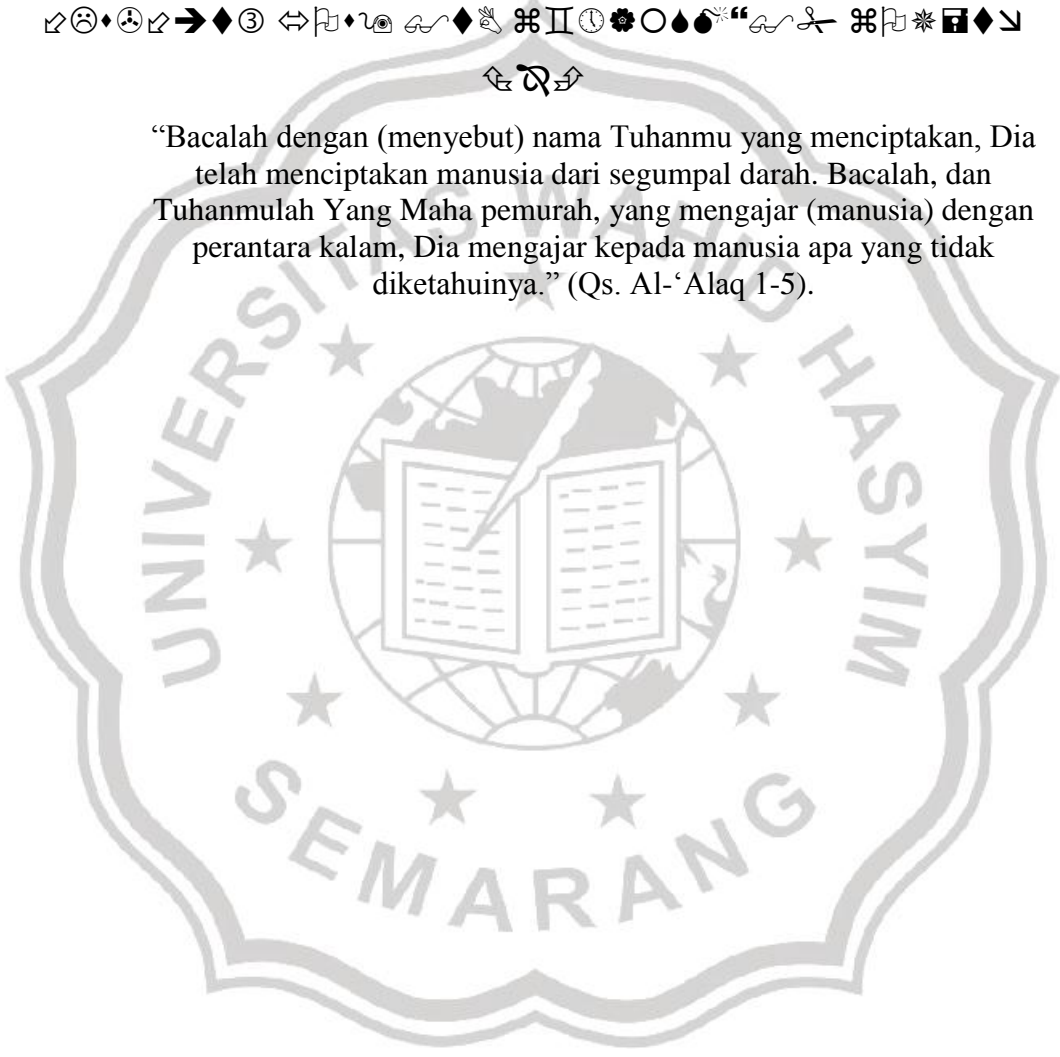 “Bacalah dengan (menyebut) nama Tuhanmu yang menciptakan, Dia
telah menciptakan manusia dari segumpal darah. Bacalah, dan
Tuhanmulah Yang Maha pemurah, yang mengajar (manusia) dengan
perantara kalam, Dia mengajar kepada manusia apa yang tidak
diketahuinya.” (Qs. Al-‘Alaq 1-5).
UNIVERSITAS WAHID HASYIM
SEMARANG